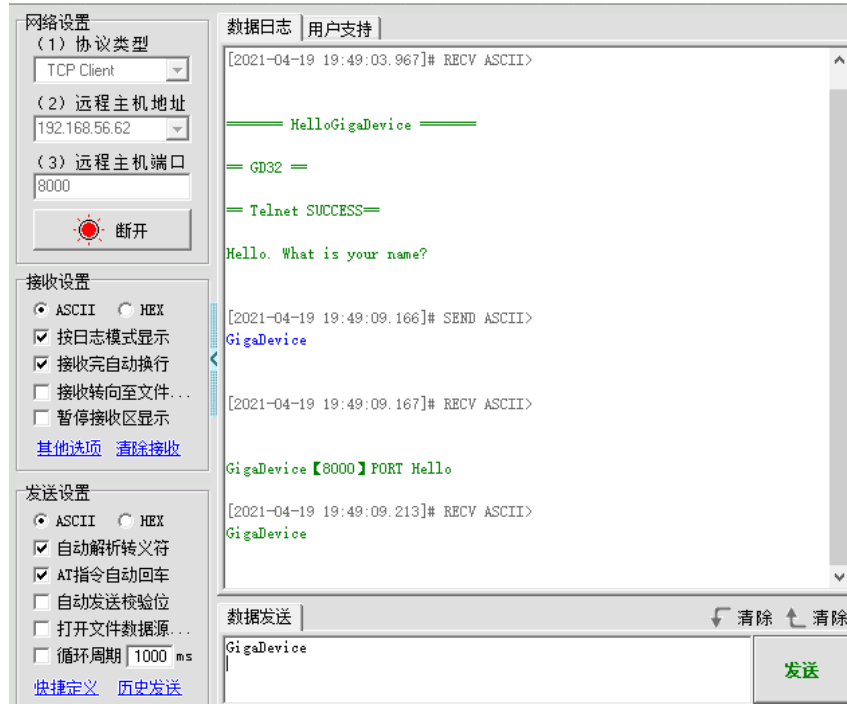 网络设置
(1) 协议类型
TCP Client
(2) 远程主机地址
192.168.56.62
(3) 远程主机端口
8000
断开
接收设置
ASCII HEX
按日志模式显示
接收完自动换行
接收转向至文件...
暂停接收区显示
其他选项 清除接收
发送设置
ASCII HEX
自动解析转义符
AT指令自动回车
自动发送校验位
打开文件数据源...
循环周期 1000 ms
快捷定义 历史发送
数据日志 用户支持
[2021-04-19 19:49:03.967]# RECV ASCII>
====== HelloGigaDevice ======
== GD32 ==
== Telnet SUCCESS==
Hello. What is your name?
[2021-04-19 19:49:09.166]# SEND ASCII>
GigaDevice
[2021-04-19 19:49:09.167]# RECV ASCII>
GigaDevice【8000】PORT Hello
[2021-04-19 19:49:09.213]# RECV ASCII>
GigaDevice
数据发送 清除 清除
GigaDevice
发送